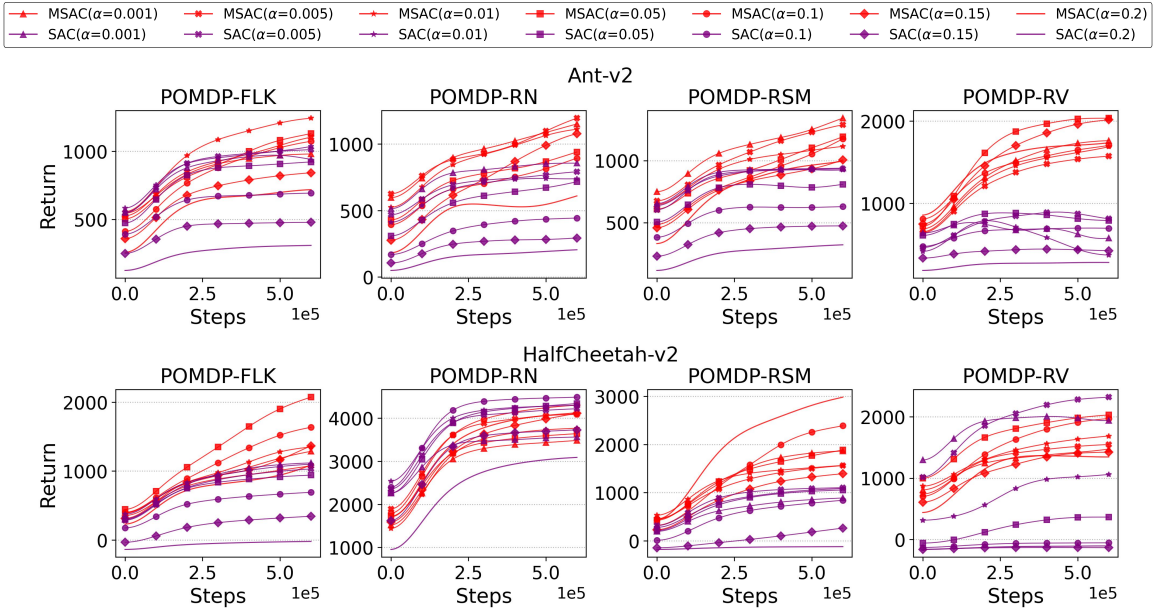 MSAC(α=0.001) MSAC(α=0.005) MSAC(α=0.01) MSAC(α=0.05) MSAC(α=0.1) MSAC(α=0.15) MSAC(α=0.2)
SAC(α=0.001) SAC(α=0.005) SAC(α=0.01) SAC(α=0.05) SAC(α=0.1) SAC(α=0.15) SAC(α=0.2)
Ant-v2
POMDP-FLK POMDP-RN POMDP-RSM POMDP-RV
Return
1000
500
0.0 2.5 5.0
Steps 1e5
1000
500
0
0.0 2.5 5.0
Steps 1e5
1000
500
0.0 2.5 5.0
Steps 1e5
2000
1000
0.0 2.5 5.0
Steps 1e5
HalfCheetah-v2
POMDP-FLK POMDP-RN POMDP-RSM POMDP-RV
Return
2000
1000
0
0.0 2.5 5.0
Steps 1e5
4000
3000
2000
1000
0.0 2.5 5.0
Steps 1e5
3000
2000
1000
0
0.0 2.5 5.0
Steps 1e5
2000
1000
0
0.0 2.5 5.0
Steps 1e5